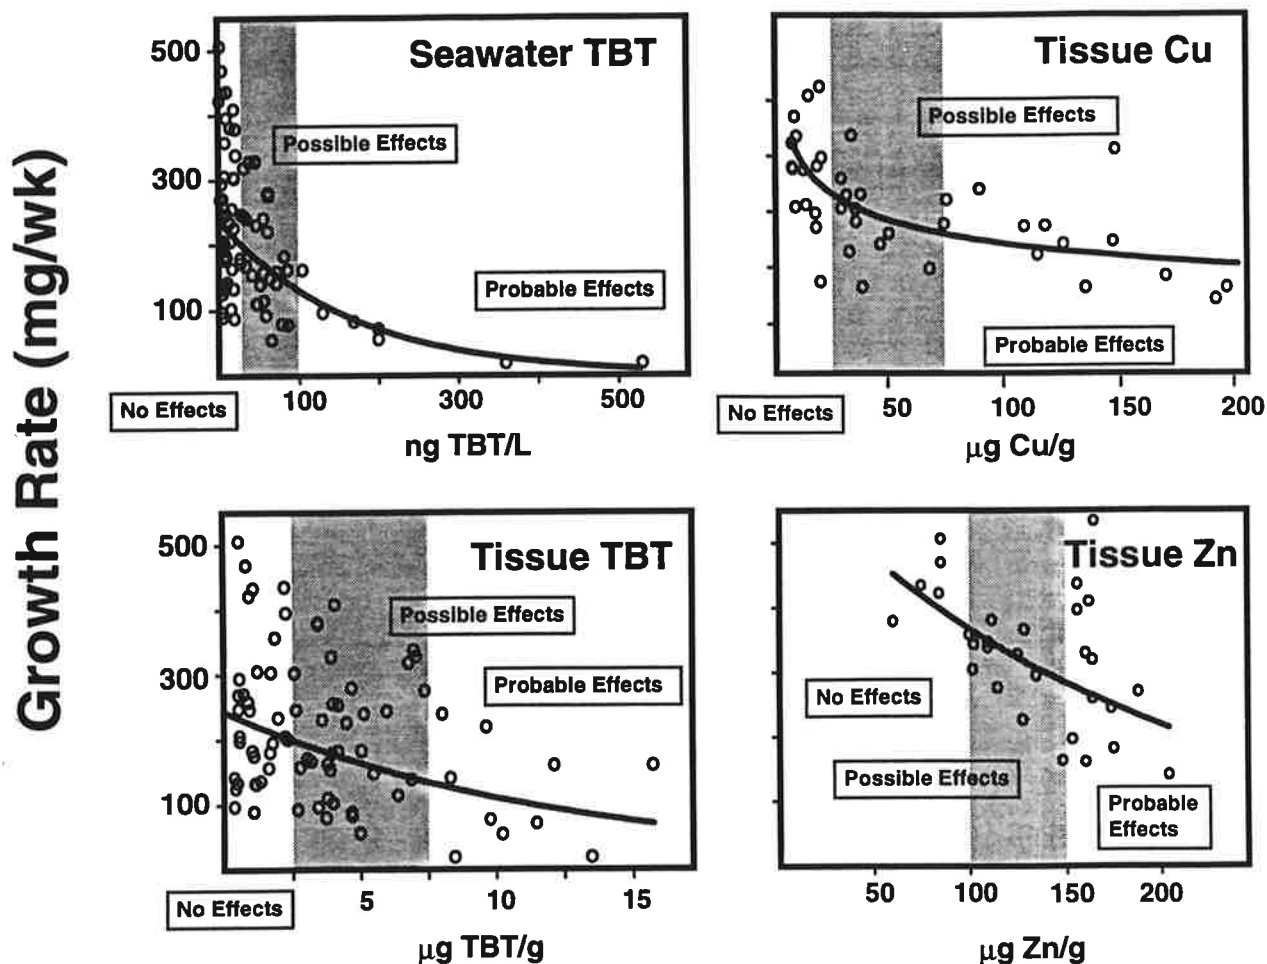 Growth Rate (mg/wk)
Seawater TBT
500
300
100
Possible Effects
Probable Effects
No Effects
100
300
500
ng TBT/L
Tissue Cu
Possible Effects
Probable Effects
No Effects
50
100
150
200
µg Cu/g
Tissue TBT
500
300
100
Possible Effects
Probable Effects
No Effects
5
10
15
µg TBT/g
Tissue Zn
No Effects
Possible Effects
Probable
Effects
50
100
150
200
µg Zn/g